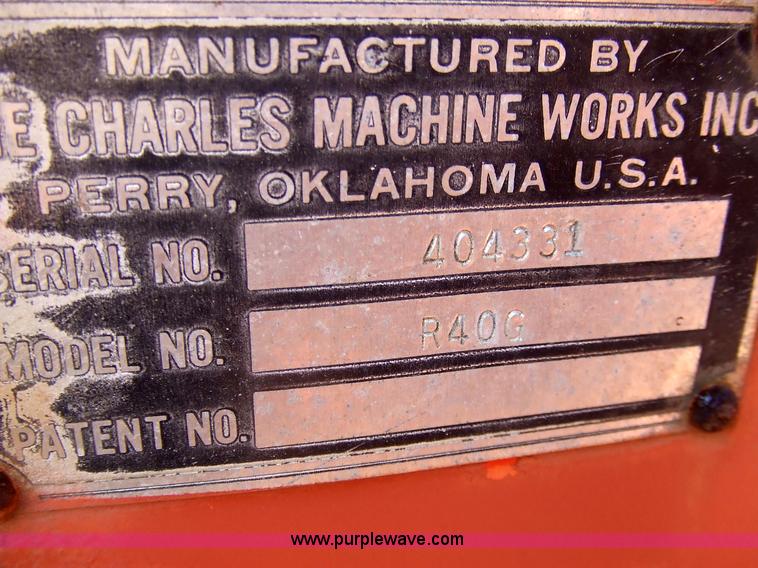 MANUFACTURED BY
HE CHARLES MACHINE WORKS INC
PERRY, OKLAHOMA U.S.A.
SERIAL NO. 404331
MODEL NO. R40G
PATENT NO.
www.purplewave.com